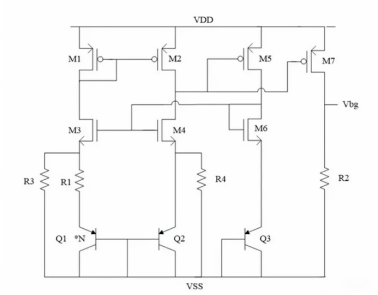 VDD
M1 M2 M5 M7
Vbg
M3 M4 M6
R3 R1 R4 R2
Q1 *N Q2 Q3
VSS